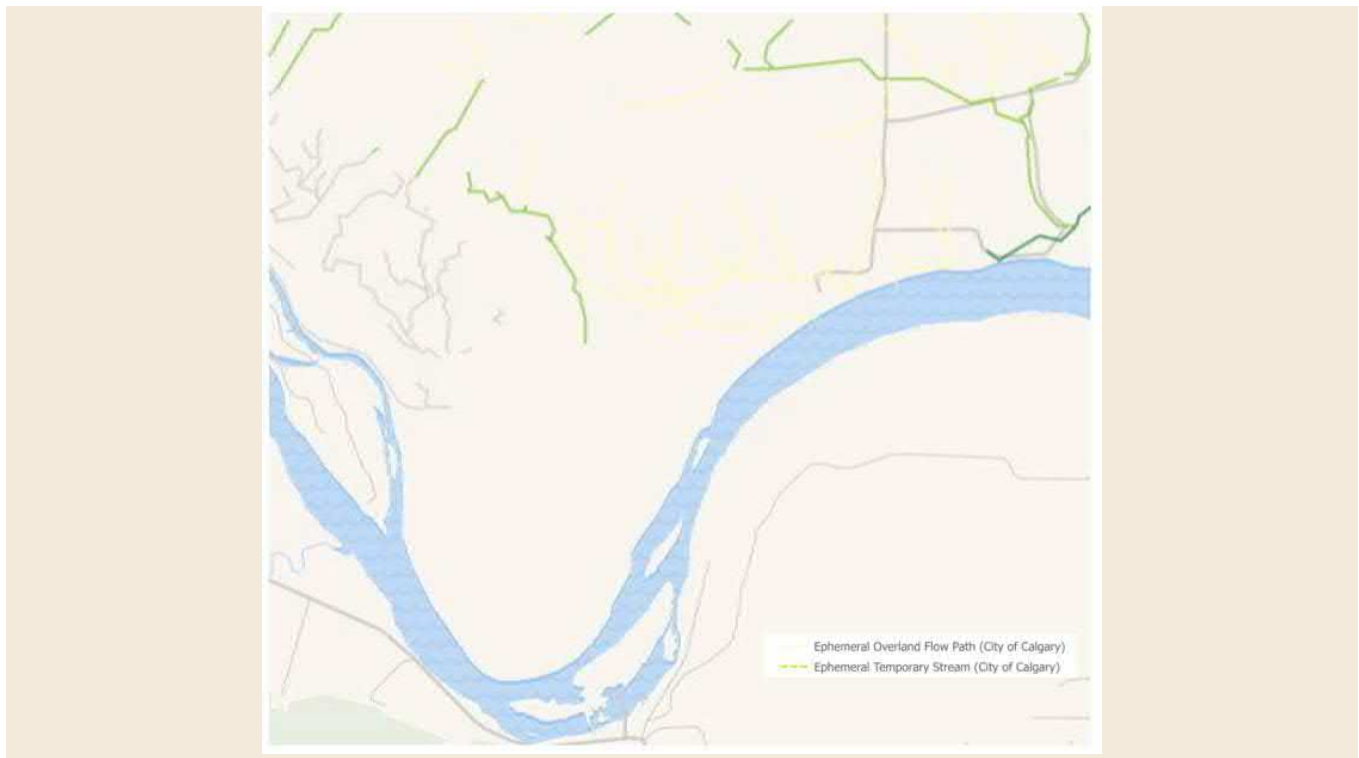 Ephemeral Overland Flow Path (City of Calgary)
Ephemeral Temporary Stream (City of Calgary)